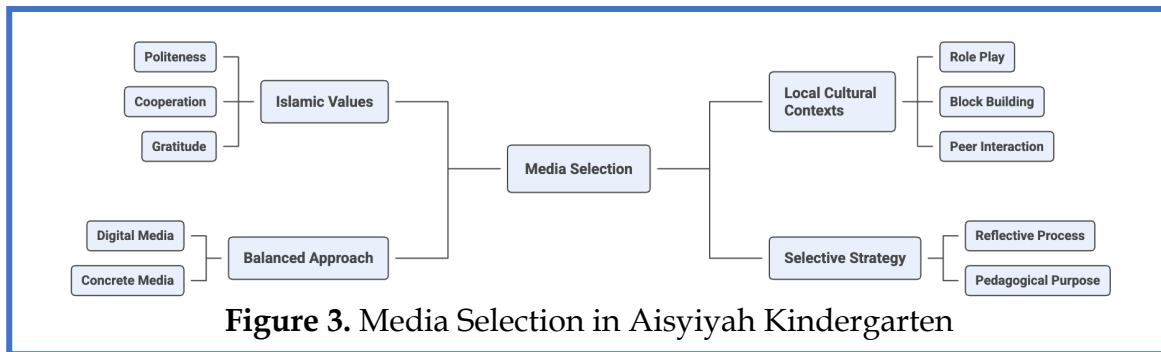 Politeness
Cooperation
Gratitude
Islamic Values
Digital Media
Concrete Media
Balanced Approach
Media Selection
Local Cultural
Contexts
Role Play
Block Building
Peer Interaction
Selective Strategy
Reflective Process
Pedagogical Purpose
Figure 3. Media Selection in Aisyiyah Kindergarten